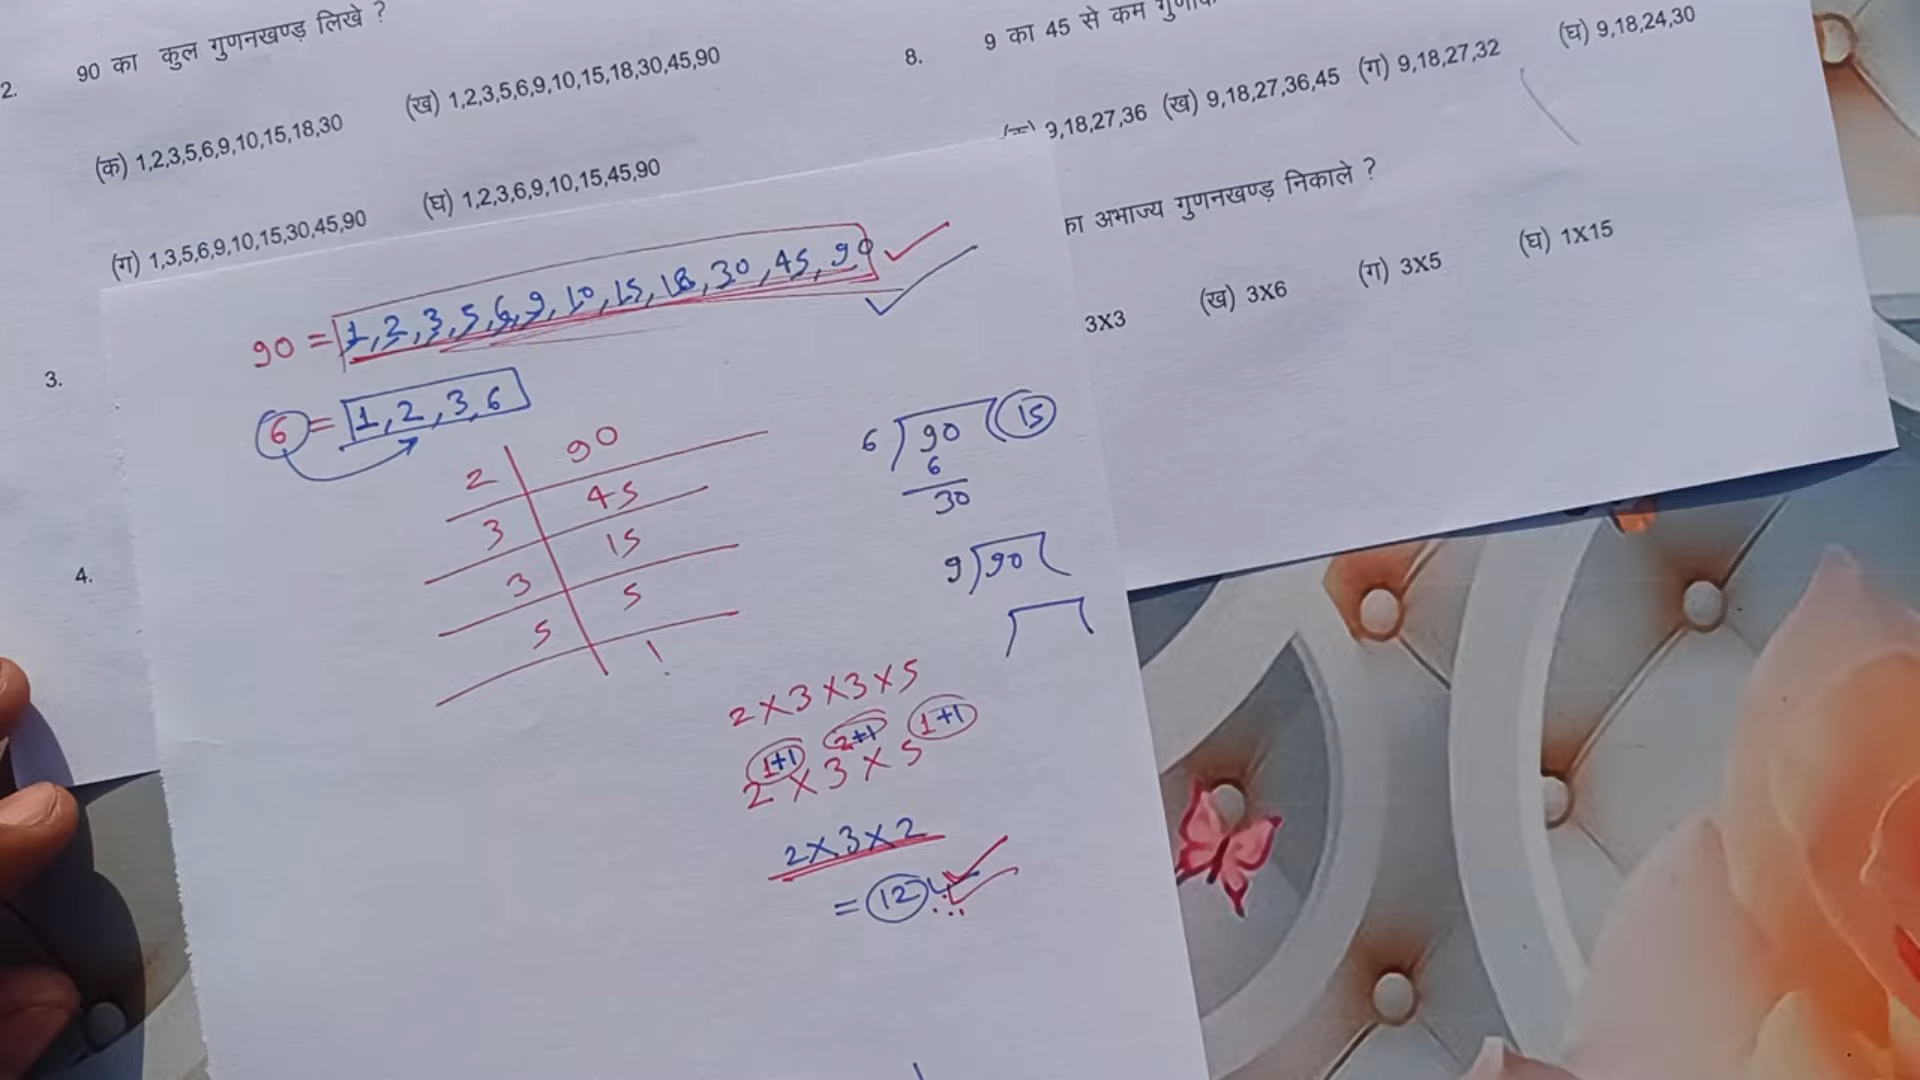 2. 90 का कुल गुणनखण्ड़ लिखे ?
(क) 1,2,3,5,6,9,10,15,18,30
(ख) 1,2,3,5,6,9,10,15,18,30,45,90
(ग) 1,3,5,6,9,10,15,30,45,90
(घ) 1,2,3,6,9,10,15,45,90
3.
4.
8. 9 का 45 से कम
9,18,27,36 (ख) 9,18,27,36,45 (ग) 9,18,27,32 (घ) 9,18,24,30
का अभाज्य गुणनखण्ड़ निकाले ?
3X3 (ख) 3X6 (ग) 3X5 (घ) 1X15
90 = 1,2,3,5,6,9,10,15,18,30,45,90
6 = 1,2,3,6
2 90
3 45
3 15
5 5
1
6) 90 (15
6
30
9) 90
2×3×3×5
1+1 2+1 1+1
2×3×5
2×3×2
= 12